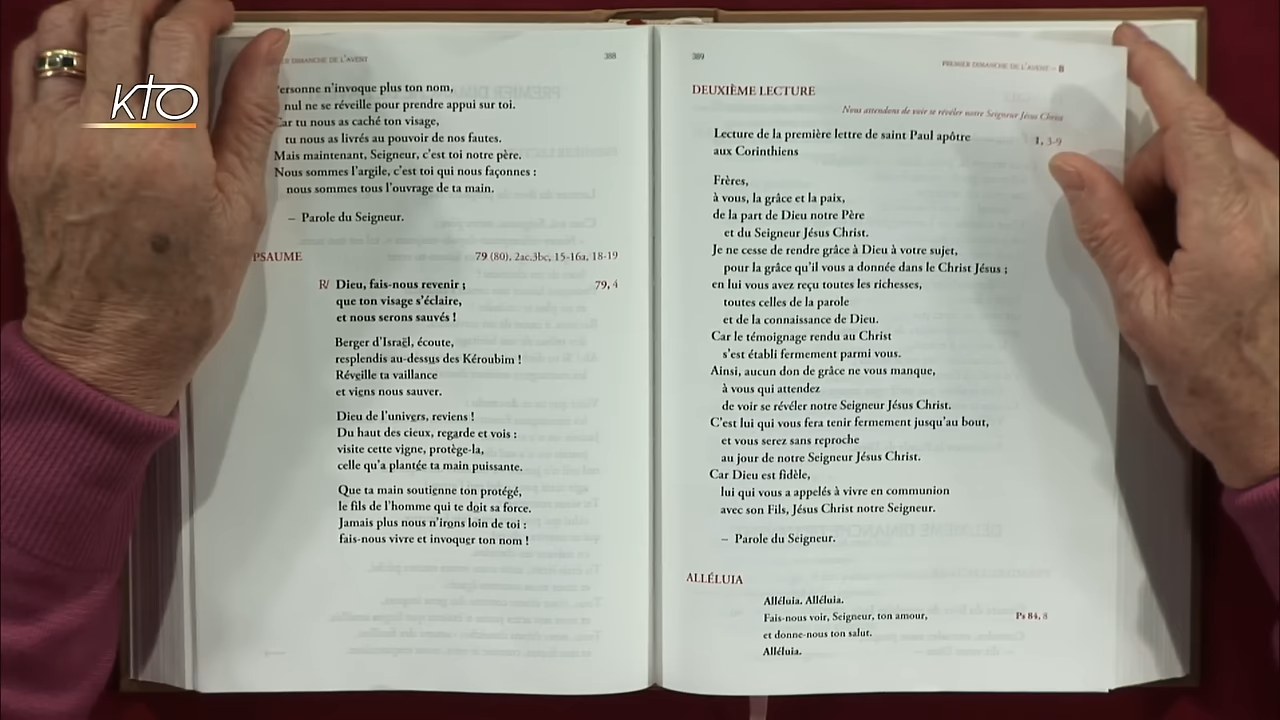 KTO
PREMIER DIMANCHE DE L'AVENT
388
ersonne n'invoque plus ton nom,
nul ne se réveille pour prendre appui sur toi.
Car tu nous as caché ton visage,
tu nous as livrés au pouvoir de nos fautes.
Mais maintenant, Seigneur, c'est toi notre père.
Nous sommes l'argile, c'est toi qui nous façonnes :
nous sommes tous l'ouvrage de ta main.
– Parole du Seigneur.
PSAUME 79 (80), 2ac.3bc, 15-16a, 18-19
R/ Dieu, fais-nous revenir ; 79, 4
que ton visage s'éclaire,
et nous serons sauvés !
Berger d'Israël, écoute,
resplendis au-dessus des Kéroubim !
Réveille ta vaillance
et viens nous sauver.
Dieu de l'univers, reviens !
Du haut des cieux, regarde et vois :
visite cette vigne, protège-la,
celle qu'a plantée ta main puissante.
Que ta main soutienne ton protégé,
le fils de l'homme qui te doit sa force.
Jamais plus nous n'irons loin de toi :
fais-nous vivre et invoquer ton nom !
389
PREMIER DIMANCHE DE L'AVENT – B
DEUXIÈME LECTURE
Nous attendons de voir se révéler notre Seigneur Jésus Christ
Lecture de la première lettre de saint Paul apôtre 1, 3-9
aux Corinthiens
Frères,
à vous, la grâce et la paix,
de la part de Dieu notre Père
et du Seigneur Jésus Christ.
Je ne cesse de rendre grâce à Dieu à votre sujet,
pour la grâce qu'il vous a donnée dans le Christ Jésus ;
en lui vous avez reçu toutes les richesses,
toutes celles de la parole
et de la connaissance de Dieu.
Car le témoignage rendu au Christ
s'est établi fermement parmi vous.
Ainsi, aucun don de grâce ne vous manque,
à vous qui attendez
de voir se révéler notre Seigneur Jésus Christ.
C'est lui qui vous fera tenir fermement jusqu'au bout,
et vous serez sans reproche
au jour de notre Seigneur Jésus Christ.
Car Dieu est fidèle,
lui qui vous a appelés à vivre en communion
avec son Fils, Jésus Christ notre Seigneur.
– Parole du Seigneur.
ALLÉLUIA
Alléluia. Alléluia.
Fais-nous voir, Seigneur, ton amour, Ps 84, 8
et donne-nous ton salut.
Alléluia.